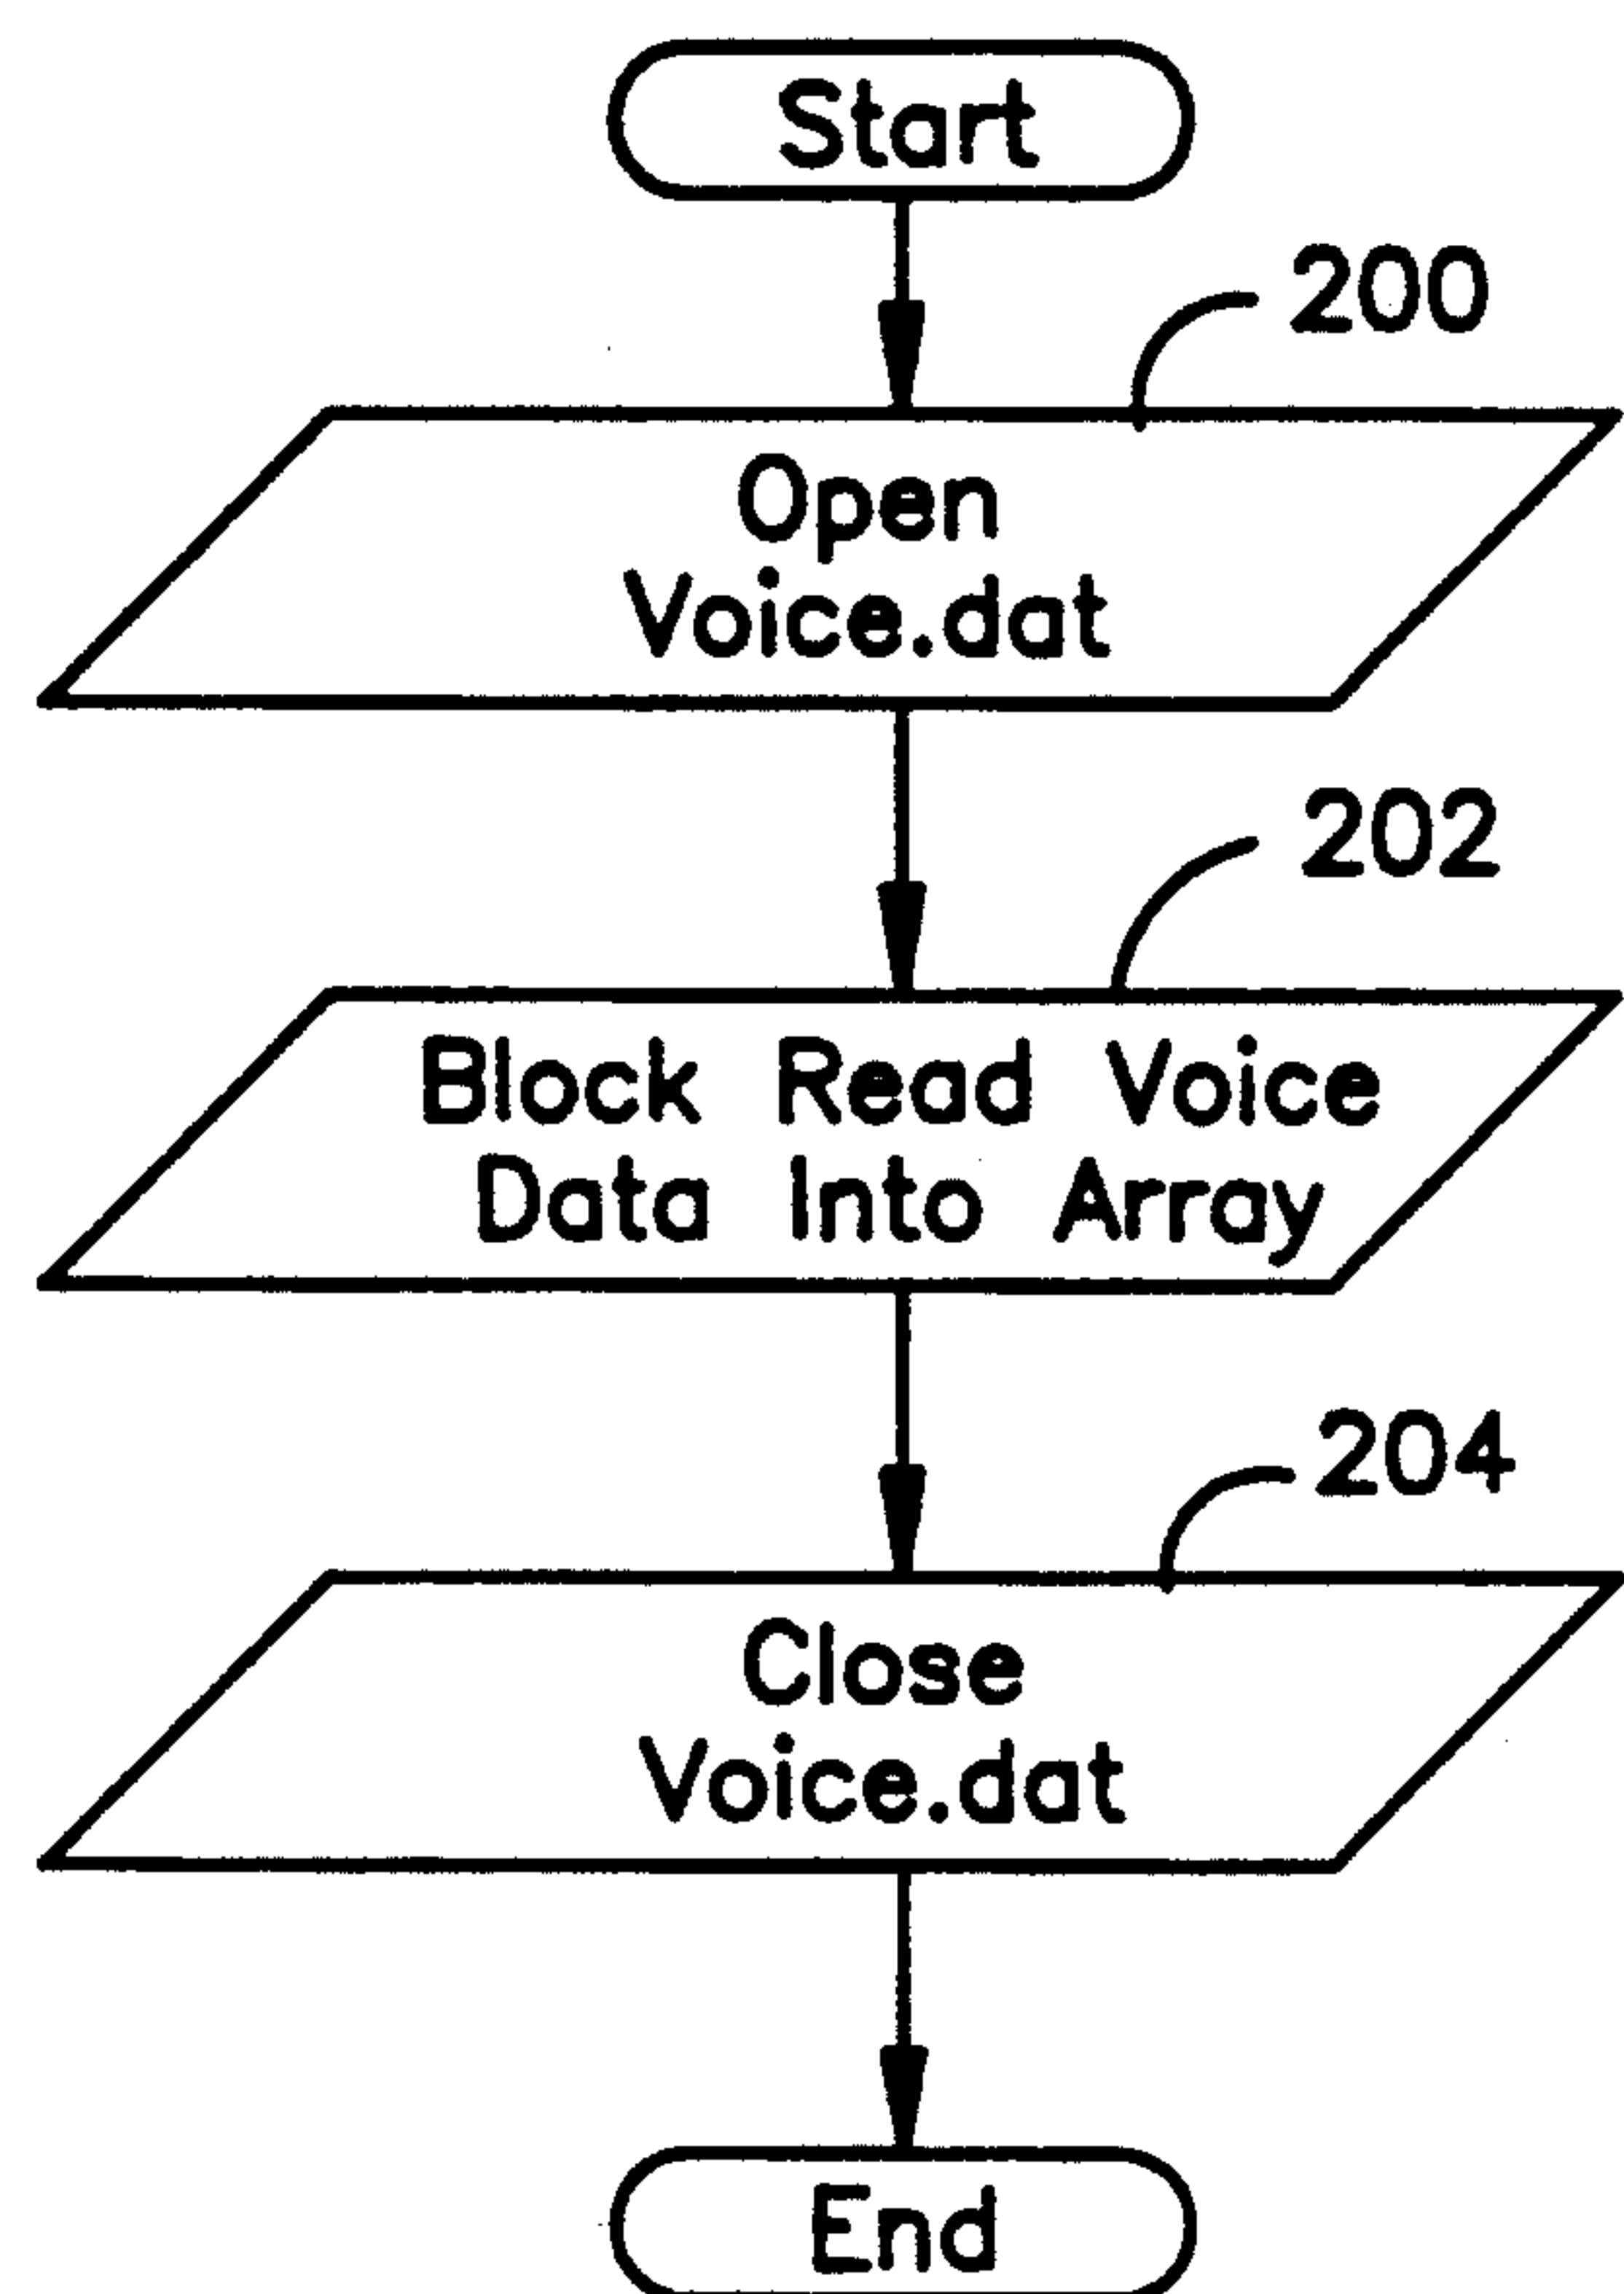 Start
200
Open
Voice.dat
202
Block Read Voice
Data Into Array
204
Close
Voice.dat
End